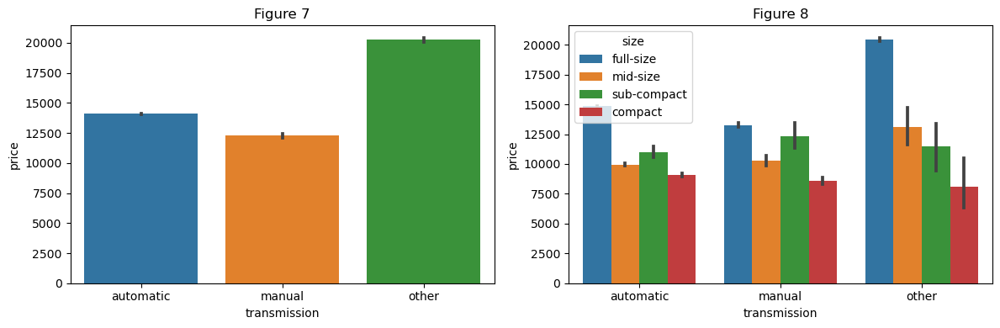 Figure 7
20000
17500
15000
12500
10000
7500
5000
2500
0
price
automatic
manual
other
transmission
Figure 8
20000
17500
15000
12500
10000
7500
5000
2500
0
price
size
full-size
mid-size
sub-compact
compact
automatic
manual
other
transmission